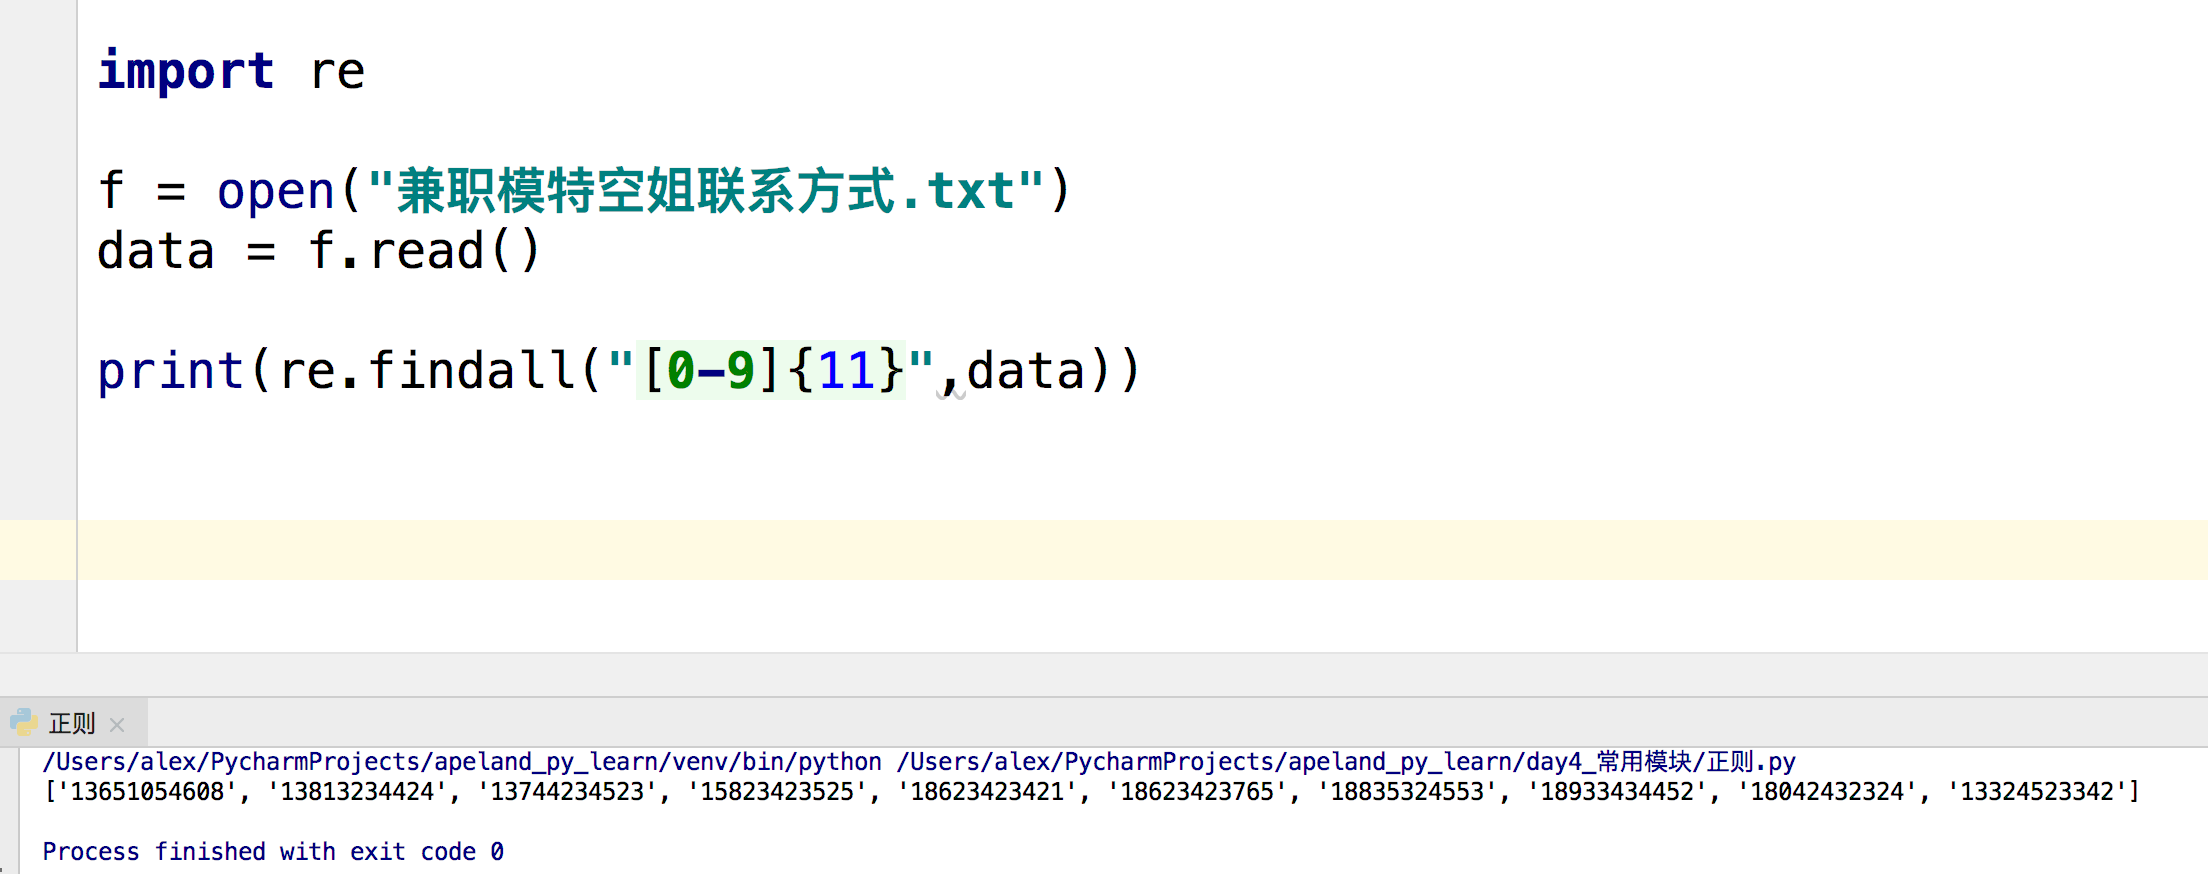 import re
f = open("兼职模特空姐联系方式.txt")
data = f.read()
print(re.findall("[0-9]{11}",data))
正则
/Users/alex/PycharmProjects/apeland_py_learn/venv/bin/python /Users/alex/PycharmProjects/apeland_py_learn/day4_常用模块/正则.py
['13651054608', '13813234424', '13744234523', '15823423525', '18623423421', '18623423765', '18835324553', '18933434452', '18042432324', '13324523342']
Process finished with exit code 0